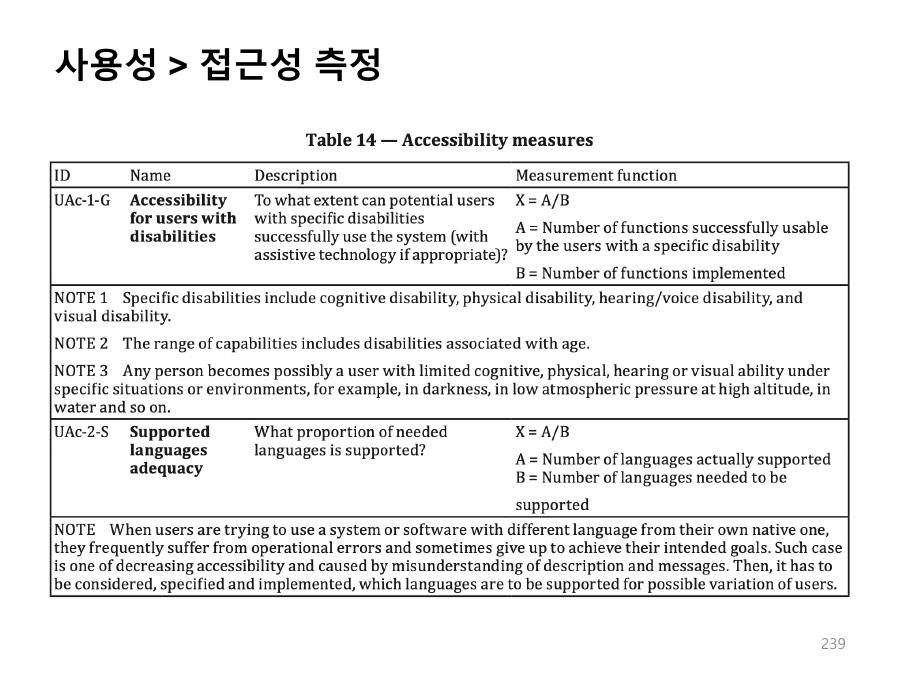 사용성 > 접근성 측정
Table 14 — Accessibility measures
ID Name Description Measurement function
UAc-1-G Accessibility for users with disabilities To what extent can potential users with specific disabilities successfully use the system (with assistive technology if appropriate)? X = A/B
A = Number of functions successfully usable by the users with a specific disability
B = Number of functions implemented
NOTE 1 Specific disabilities include cognitive disability, physical disability, hearing/voice disability, and
visual disability.
NOTE 2 The range of capabilities includes disabilities associated with age.
NOTE 3 Any person becomes possibly a user with limited cognitive, physical, hearing or visual ability under
specific situations or environments, for example, in darkness, in low atmospheric pressure at high altitude, in
water and so on.
UAc-2-S Supported languages adequacy What proportion of needed languages is supported? X = A/B
A = Number of languages actually supported
B = Number of languages needed to be
supported
NOTE When users are trying to use a system or software with different language from their own native one,
they frequently suffer from operational errors and sometimes give up to achieve their intended goals. Such case
is one of decreasing accessibility and caused by misunderstanding of description and messages. Then, it has to
be considered, specified and implemented, which languages are to be supported for possible variation of users.
239